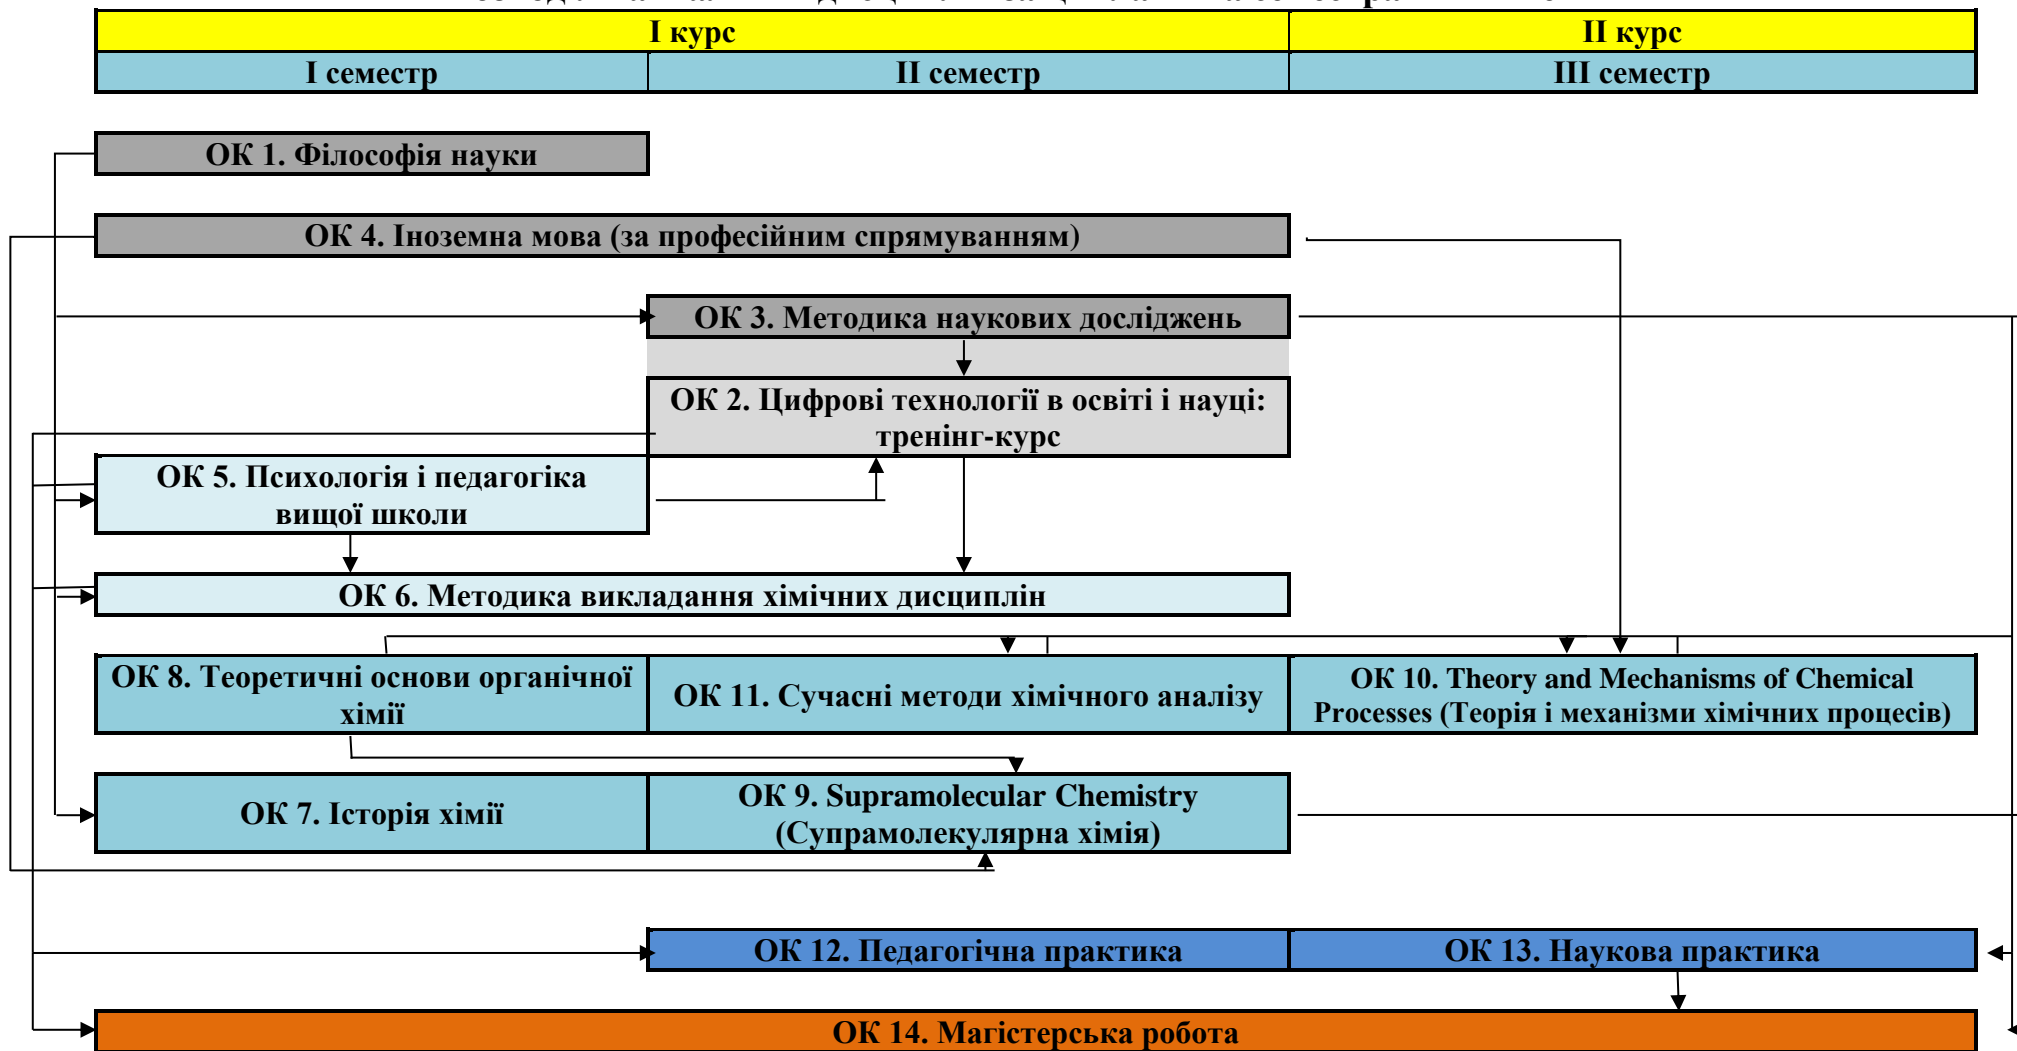 I курс
II курс
I семестр
II семестр
III семестр
ОК 1. Філософія науки
ОК 4. Іноземна мова (за професійним спрямуванням)
ОК 3. Методика наукових досліджень
ОК 2. Цифрові технології в освіті і науці:
тренінг-курс
ОК 5. Психологія і педагогіка
вищої школи
ОК 6. Методика викладання хімічних дисциплін
ОК 8. Теоретичні основи органічної
хімії
ОК 11. Сучасні методи хімічного аналізу
ОК 10. Theory and Mechanisms of Chemical
Processes (Теорія і механізми хімічних процесів)
ОК 7. Історія хімії
ОК 9. Supramolecular Chemistry
(Супрамолекулярна хімія)
ОК 12. Педагогічна практика
ОК 13. Наукова практика
ОК 14. Магістерська робота